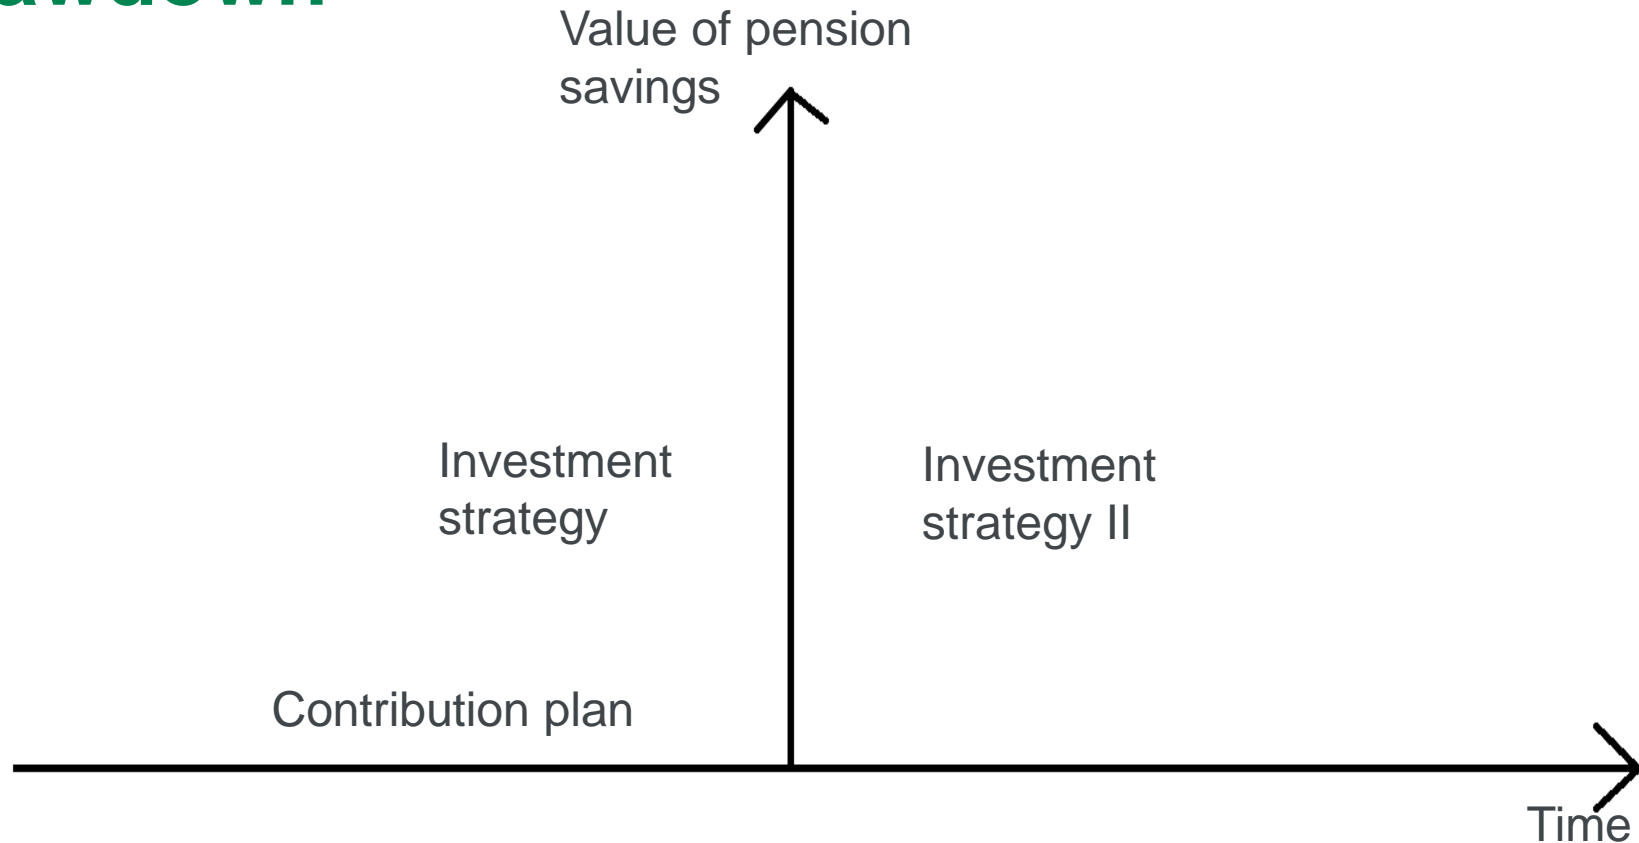 Value of pension
savings
Investment
strategy
Investment
strategy II
Contribution plan
Time